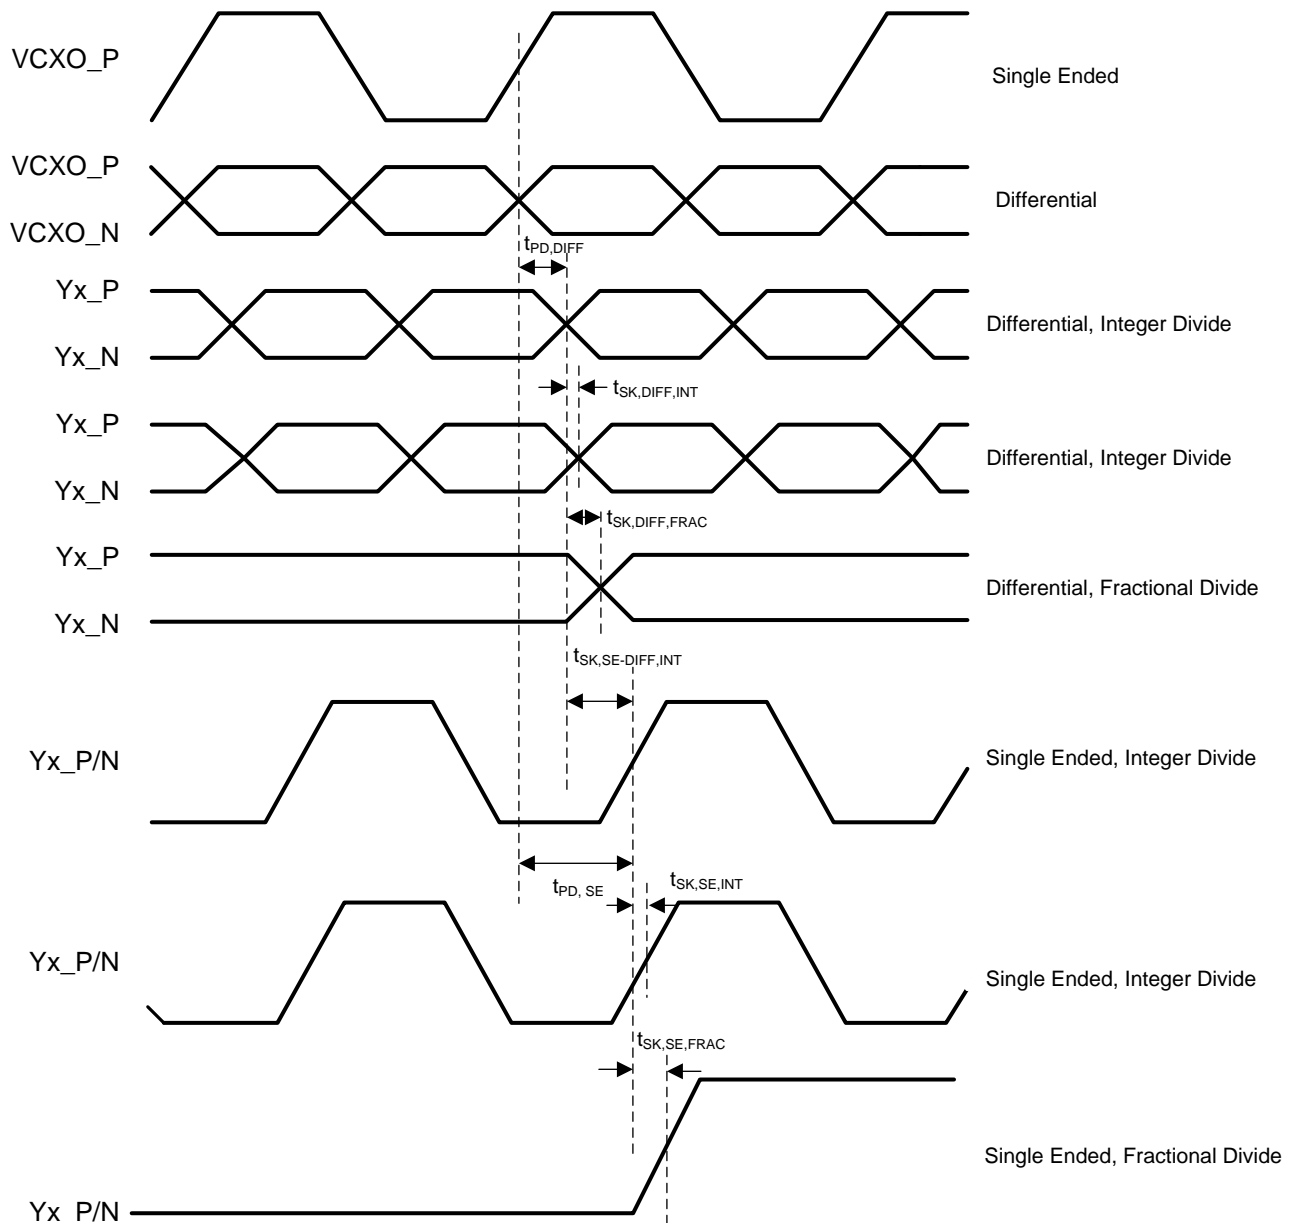 VCXO_P
Single Ended
VCXO_P
VCXO_N
Differential
tPD,DIFF
Yx_P
Yx_N
Differential, Integer Divide
tSK,DIFF,INT
Yx_P
Yx_N
Differential, Integer Divide
tSK,DIFF,FRAC
Yx_P
Yx_N
Differential, Fractional Divide
tSK,SE-DIFF,INT
Yx_P/N
Single Ended, Integer Divide
tPD, SE
tSK,SE,INT
Yx_P/N
Single Ended, Integer Divide
tSK,SE,FRAC
Single Ended, Fractional Divide
Yx P/N